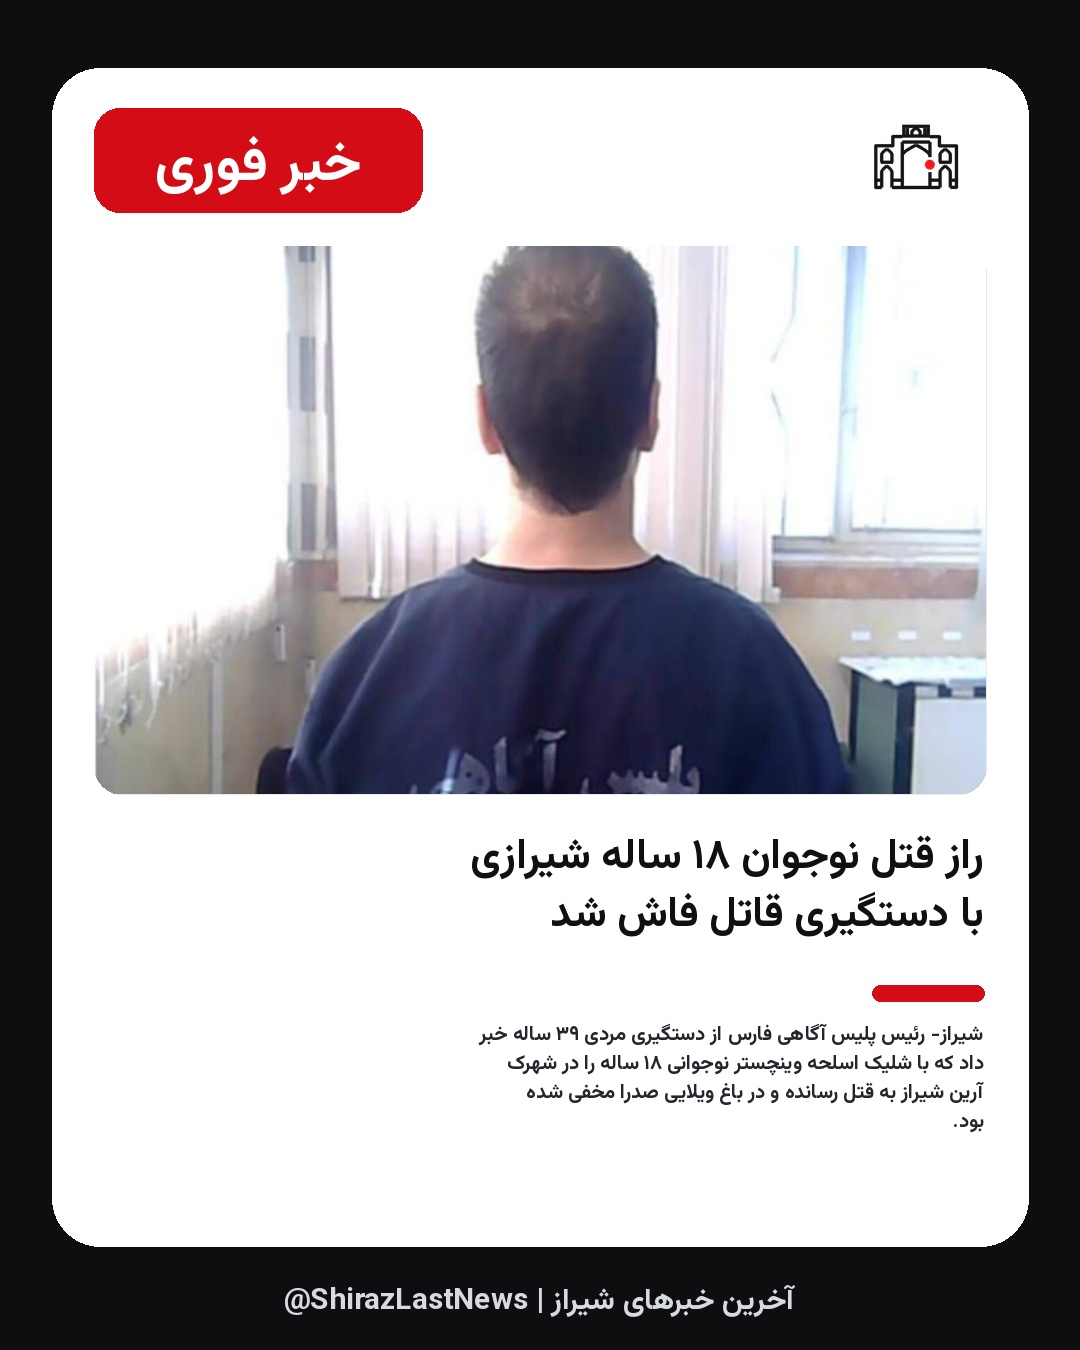 خبر فوری
پلیس آگاهی
راز قتل نوجوان ۱۸ ساله شیرازی
با دستگیری قاتل فاش شد
شیراز- رئیس پلیس آگاهی فارس از دستگیری مردی ۳۹ ساله خبر
داد که با شلیک اسلحه وینچستر نوجوانی ۱۸ ساله را در شهرک
آرین شیراز به قتل رسانده و در باغ ویلایی صدرا مخفی شده
بود.
آخرین خبرهای شیراز | @ShirazLastNews